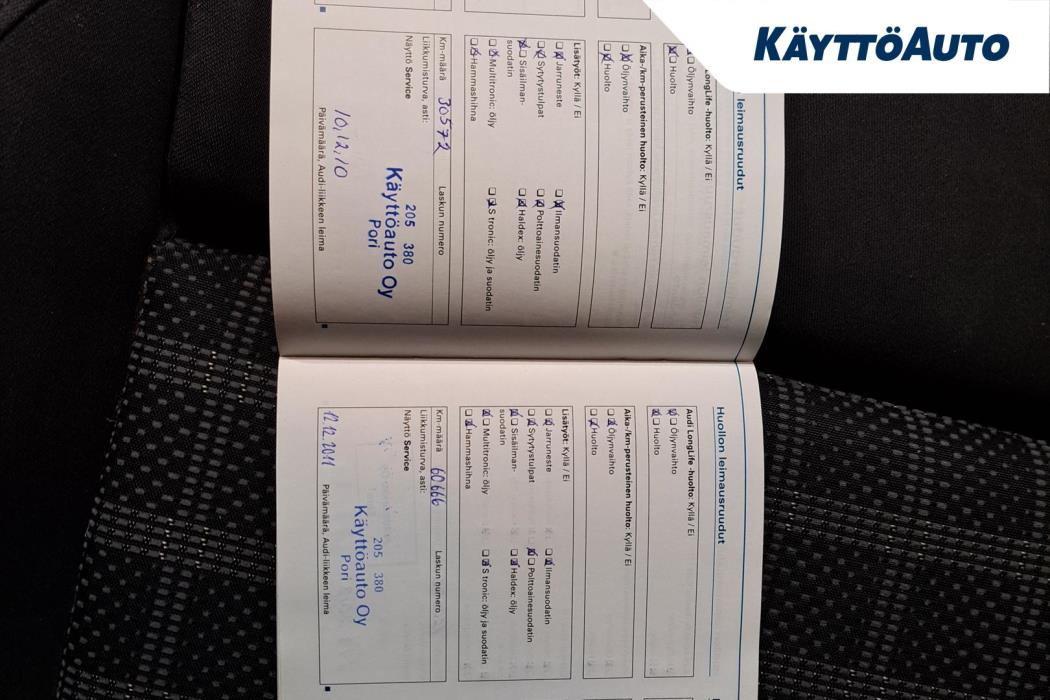 KÄYTTÖAUTO
leimausruudut
LongLife -huolto: Kyllä / Ei
Öljynvaihto
Huolto
Aika-/km-perusteinen huolto: Kyllä / Ei
Öljynvaihto
Huolto
Lisätyöt: Kyllä / Ei
Jarruneste
Ilmansuodatin
Sytytystulpat
Polttoainesuodatin
Sisäilman-
suodatin
Haldex: öljy
Multitronic: öljy
S tronic: öljy ja suodatin
Hammashihna
Km-määrä 30572
Laskun numero
Liikkumisturva, asti:
Näyttö Service
205 380
Käyttöauto Oy
Pori
10,12,10
Päivämäärä, Audi-liikkeen leima
Huollon leimausruudut
Audi LongLife -huolto: Kyllä / Ei
Öljynvaihto
Huolto
Aika-/km-perusteinen huolto: Kyllä / Ei
Öljynvaihto
Huolto
Lisätyöt: Kyllä / Ei
Jarruneste
Ilmansuodatin
Sytytystulpat
Polttoainesuodatin
Sisäilman-
suodatin
Haldex: öljy
Multitronic: öljy
S tronic: öljy ja suodatin
Hammashihna
Km-määrä 60666
Laskun numero
Liikkumisturva, asti:
Näyttö Service
205 380
Käyttöauto Oy
Pori
12.12.2011
Päivämäärä, Audi-liikkeen leima